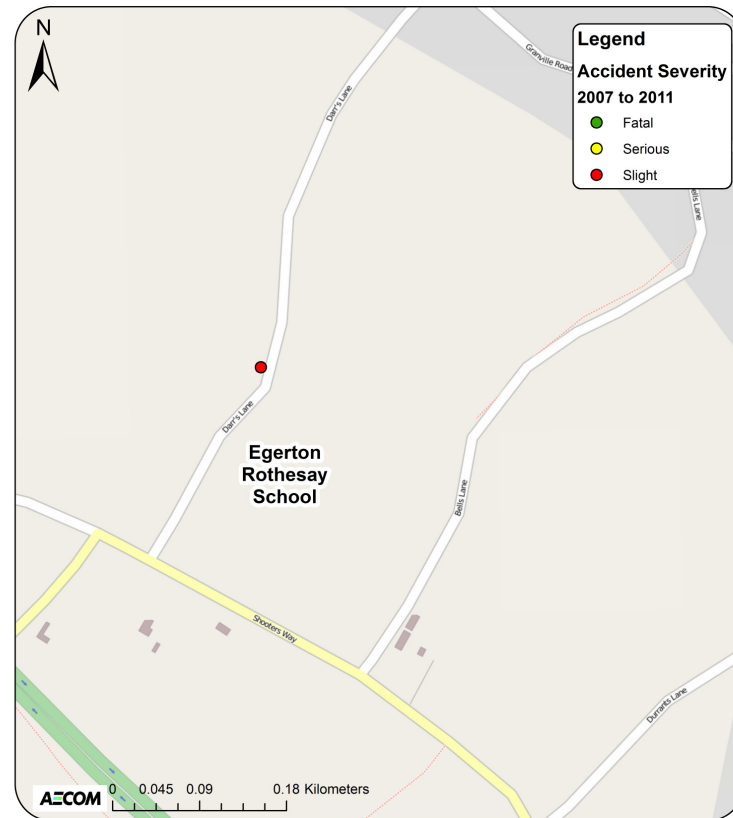 N
Legend
Accident Severity
2007 to 2011
Fatal
Serious
Slight
Granville Road
Darr's Lane
Bells Lane
Darr's Lane
Egerton
Rothesay
School
Bells Lane
Shooters Way
Durrants Lane
AECOM
0 0.045 0.09 0.18 Kilometers